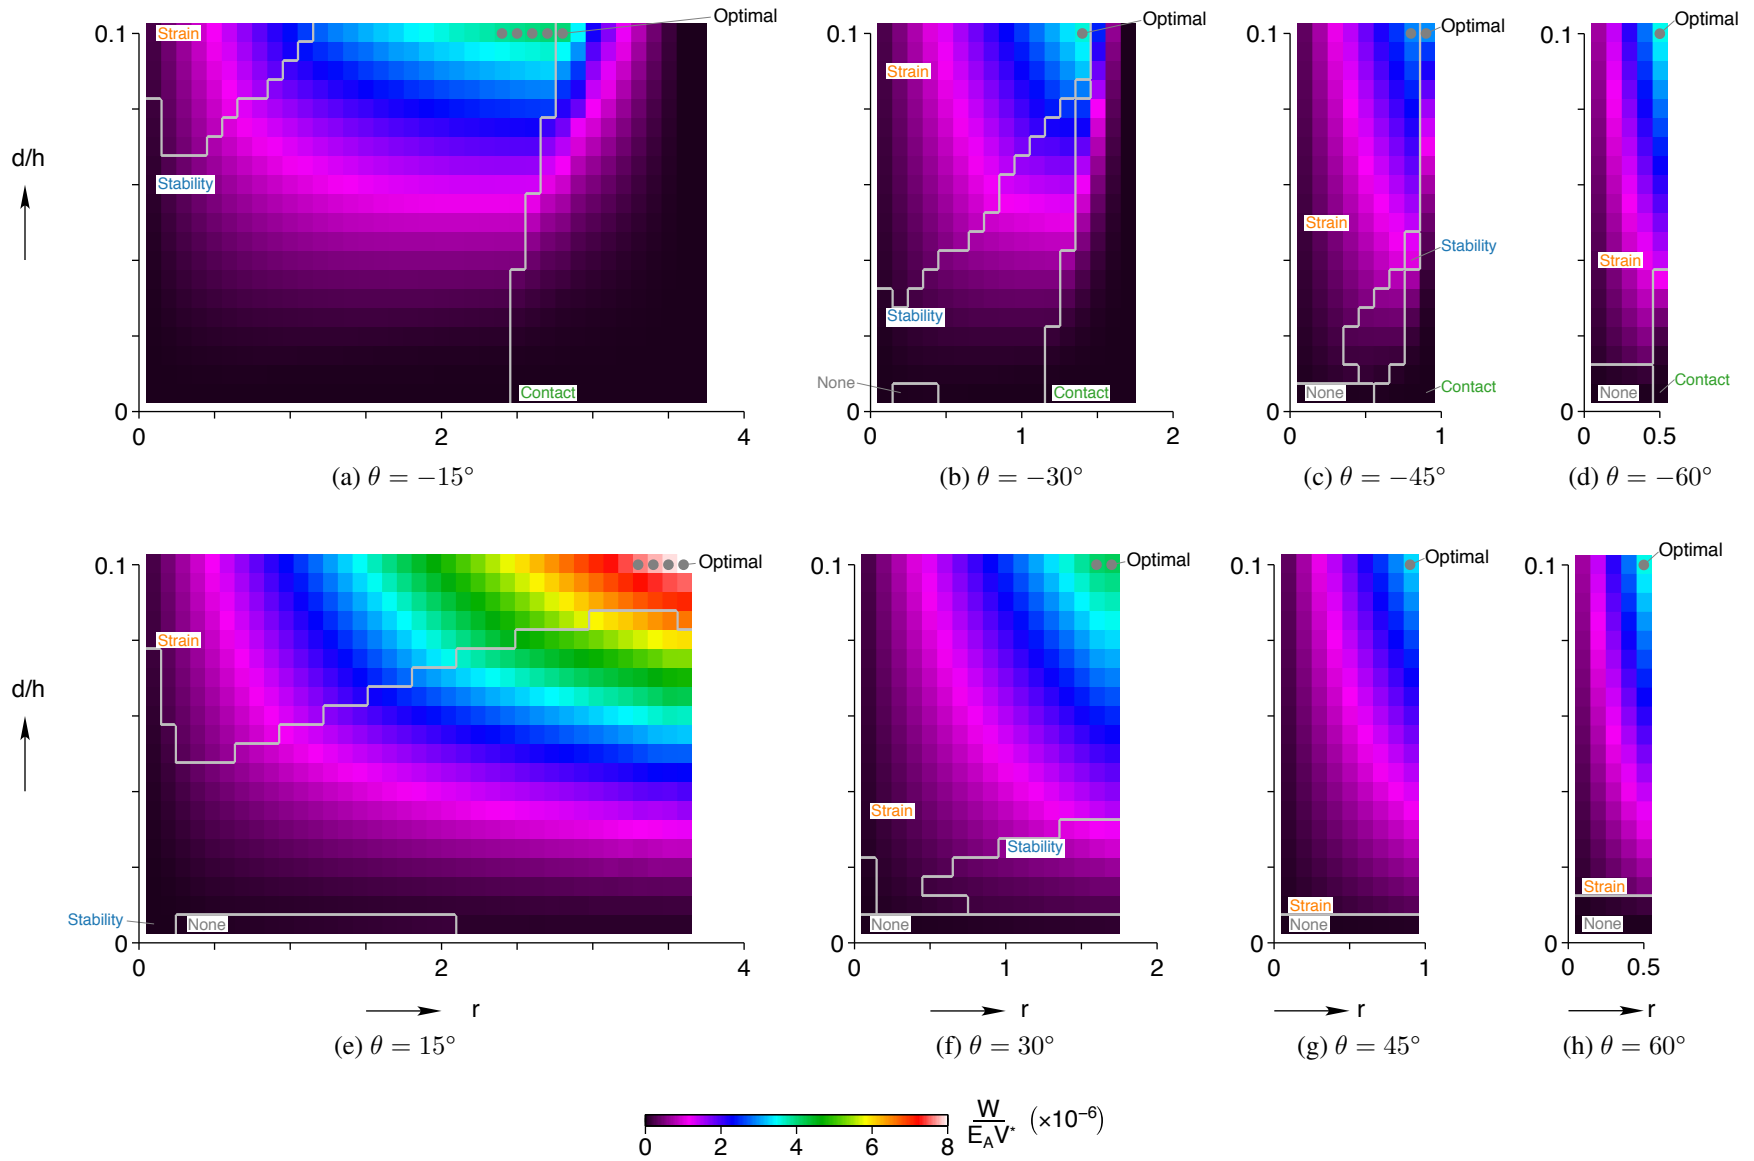 0.1
Strain
Optimal
d/h
Stability
Contact
0
0
2
4
(a) θ = −15°
0.1
Strain
Optimal
Stability
None
Contact
0
0
1
2
(b) θ = −30°
0.1
Optimal
Strain
Stability
None
Contact
0
0
1
(c) θ = −45°
0.1
Optimal
Strain
None
Contact
0
0
0.5
(d) θ = −60°
0.1
Optimal
Strain
d/h
Stability
None
0
0
2
4
r
(e) θ = 15°
0.1
Optimal
Strain
Stability
None
0
0
1
2
r
(f) θ = 30°
0.1
Optimal
Strain
None
0
0
1
r
(g) θ = 45°
0.1
Optimal
Strain
None
0
0
0.5
r
(h) θ = 60°
0 2 4 6 8
W
E_A V* (×10⁻⁶)